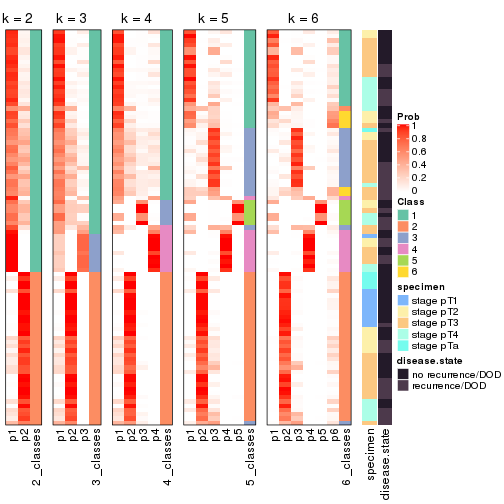 k = 2 k = 3 k = 4 k = 5 k = 6
Prob
1
0.8
0.6
0.4
0.2
0
Class
1
2
3
4
5
6
specimen
stage pT1
stage pT2
stage pT3
stage pT4
stage pTa
disease.state
no recurrence/DOD
recurrence/DOD
p1 p2 2_classes p1 p2 p3 3_classes p1 p2 p3 p4 4_classes p1 p2 p3 p4 p5 5_classes p1 p2 p3 p4 p5 p6 6_classes specimen disease.state